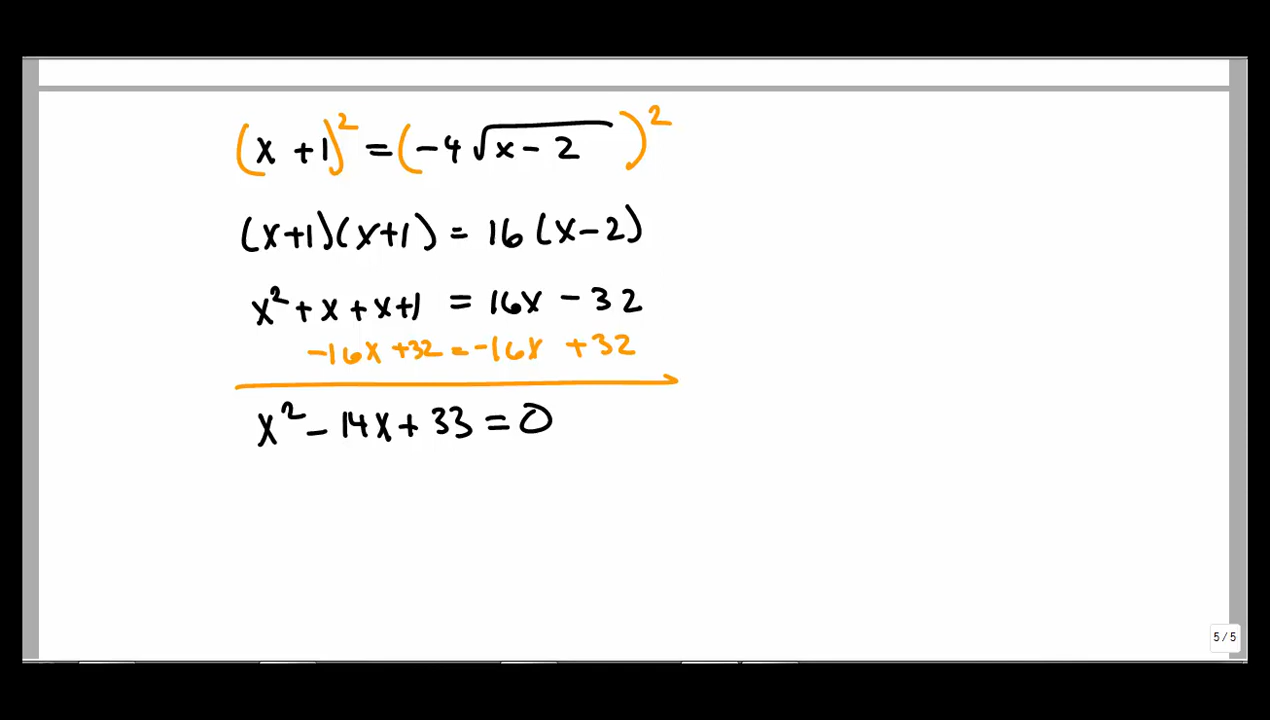 (x + 1)² = (-4√(x - 2))²
(x+1)(x+1) = 16(x-2)
x² + x + x + 1 = 16x - 32
-16x + 32 = -16x + 32
x² - 14x + 33 = 0
5 / 5